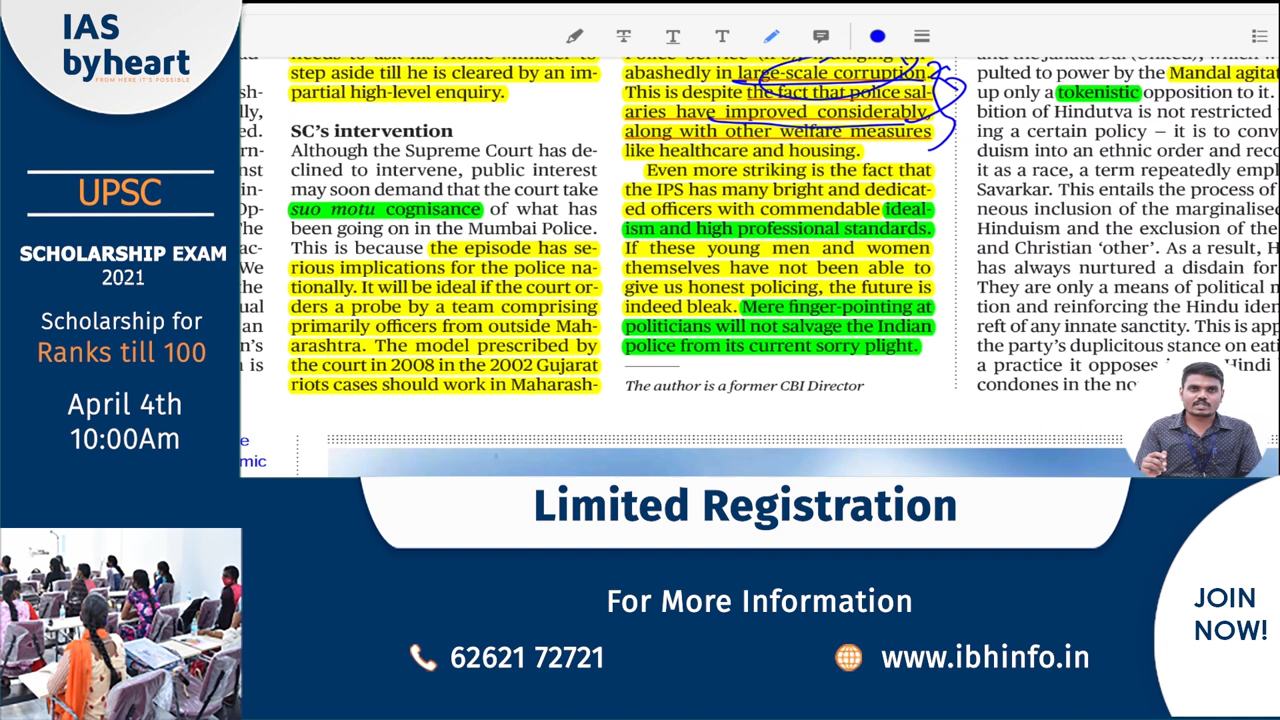 IAS
byheart
FROM HERE IT'S POSSIBLE
UPSC
SCHOLARSHIP EXAM
2021
Scholarship for
Ranks till 100
April 4th
10:00Am
step aside till he is cleared by an im-
partial high-level enquiry.
SC's intervention
Although the Supreme Court has de-
clined to intervene, public interest
may soon demand that the court take
suo motu cognisance of what has
been going on in the Mumbai Police.
This is because the episode has se-
rious implications for the police na-
tionally. It will be ideal if the court or-
ders a probe by a team comprising
primarily officers from outside Mah-
arashtra. The model prescribed by
the court in 2008 in the 2002 Gujarat
riots cases should work in Maharash-
abashedly in large-scale corruption.
This is despite the fact that police sal-
aries have improved considerably,
along with other welfare measures
like healthcare and housing.
Even more striking is the fact that
the IPS has many bright and dedicat-
ed officers with commendable ideal-
ism and high professional standards.
If these young men and women
themselves have not been able to
give us honest policing, the future is
indeed bleak. Mere finger-pointing at
politicians will not salvage the Indian
police from its current sorry plight.
The author is a former CBI Director
pulted to power by the Mandal agitat
up only a tokenistic opposition to it.
bition of Hindutva is not restricted
ing a certain policy – it is to conv
duism into an ethnic order and reco
it as a race, a term repeatedly empl
Savarkar. This entails the process of
neous inclusion of the marginalised
Hinduism and the exclusion of the
and Christian 'other'. As a result, H
has always nurtured a disdain for
They are only a means of political m
tion and reinforcing the Hindu iden
reft of any innate sanctity. This is app
the party's duplicitous stance on eati
a practice it opposes Hindi
condones in the
Limited Registration
For More Information
62621 72721
www.ibhinfo.in
JOIN
NOW!